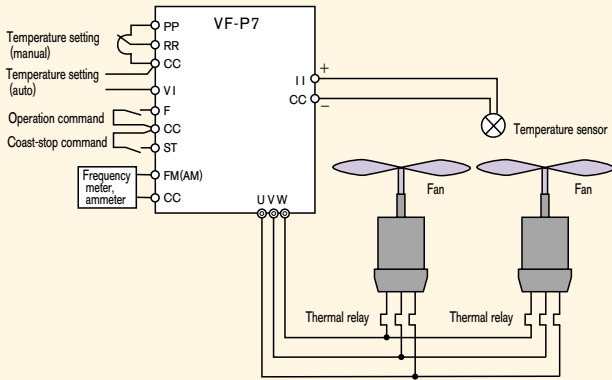 VF-P7
PP
Temperature setting
(manual)
RR
CC
Temperature setting
(auto)
VI
F
Operation command
CC
Coast-stop command
ST
Frequency
meter,
ammeter
FM(AM)
CC
II
+
CC
−
Temperature sensor
U V W
Fan
Fan
Thermal relay
Thermal relay